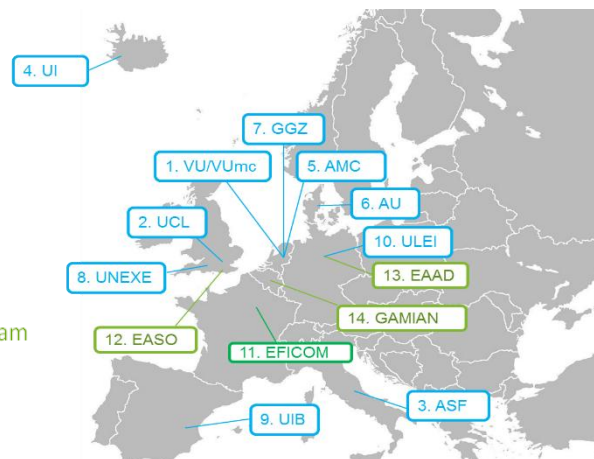 4. UI
7. GGZ
1. VU/VUmc
5. AMC
6. AU
2. UCL
10. ULEI
8. UNEXE
13. EAAD
14. GAMIAN
am
12. EASO
11. EFICOM
3. ASF
9. UIB